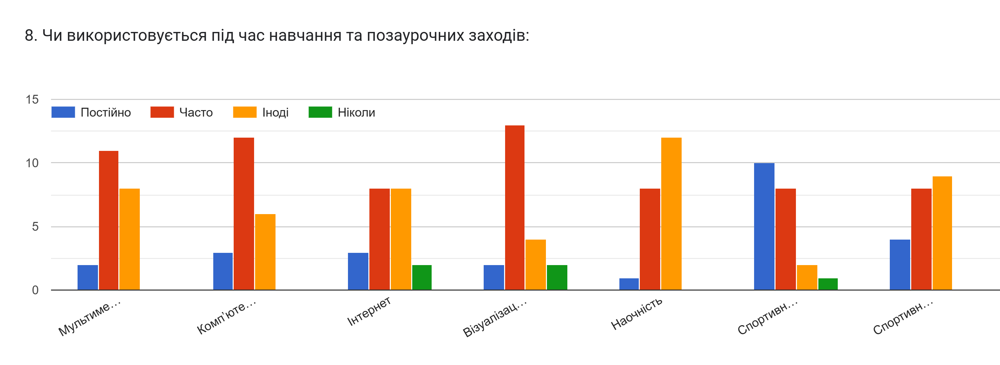 8. Чи використовується під час навчання та позаурочних заходів:
15
Постійно Часто Іноді Ніколи
10
5
0
Мультиме... Комп’юте... Інтернет Візуалізац... Наочність Спортивн... Спортивн...